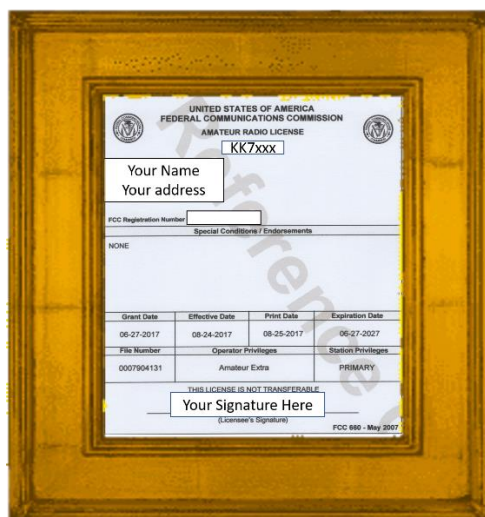 UNITED STATES OF AMERICA
FEDERAL COMMUNICATIONS COMMISSION
AMATEUR RADIO LICENSE
KK7xxx
Your Name
Your address
FCC Registration Number
Special Conditions / Endorsements
NONE
Grant Date Effective Date Print Date Expiration Date
06-27-2017 08-24-2017 08-25-2017 06-27-2027
File Number Operator Privileges Station Privileges
0007904131 Amateur Extra PRIMARY
THIS LICENSE IS NOT TRANSFERABLE
Your Signature Here
(Licensee's Signature)
FCC 660 - May 2007
Reference